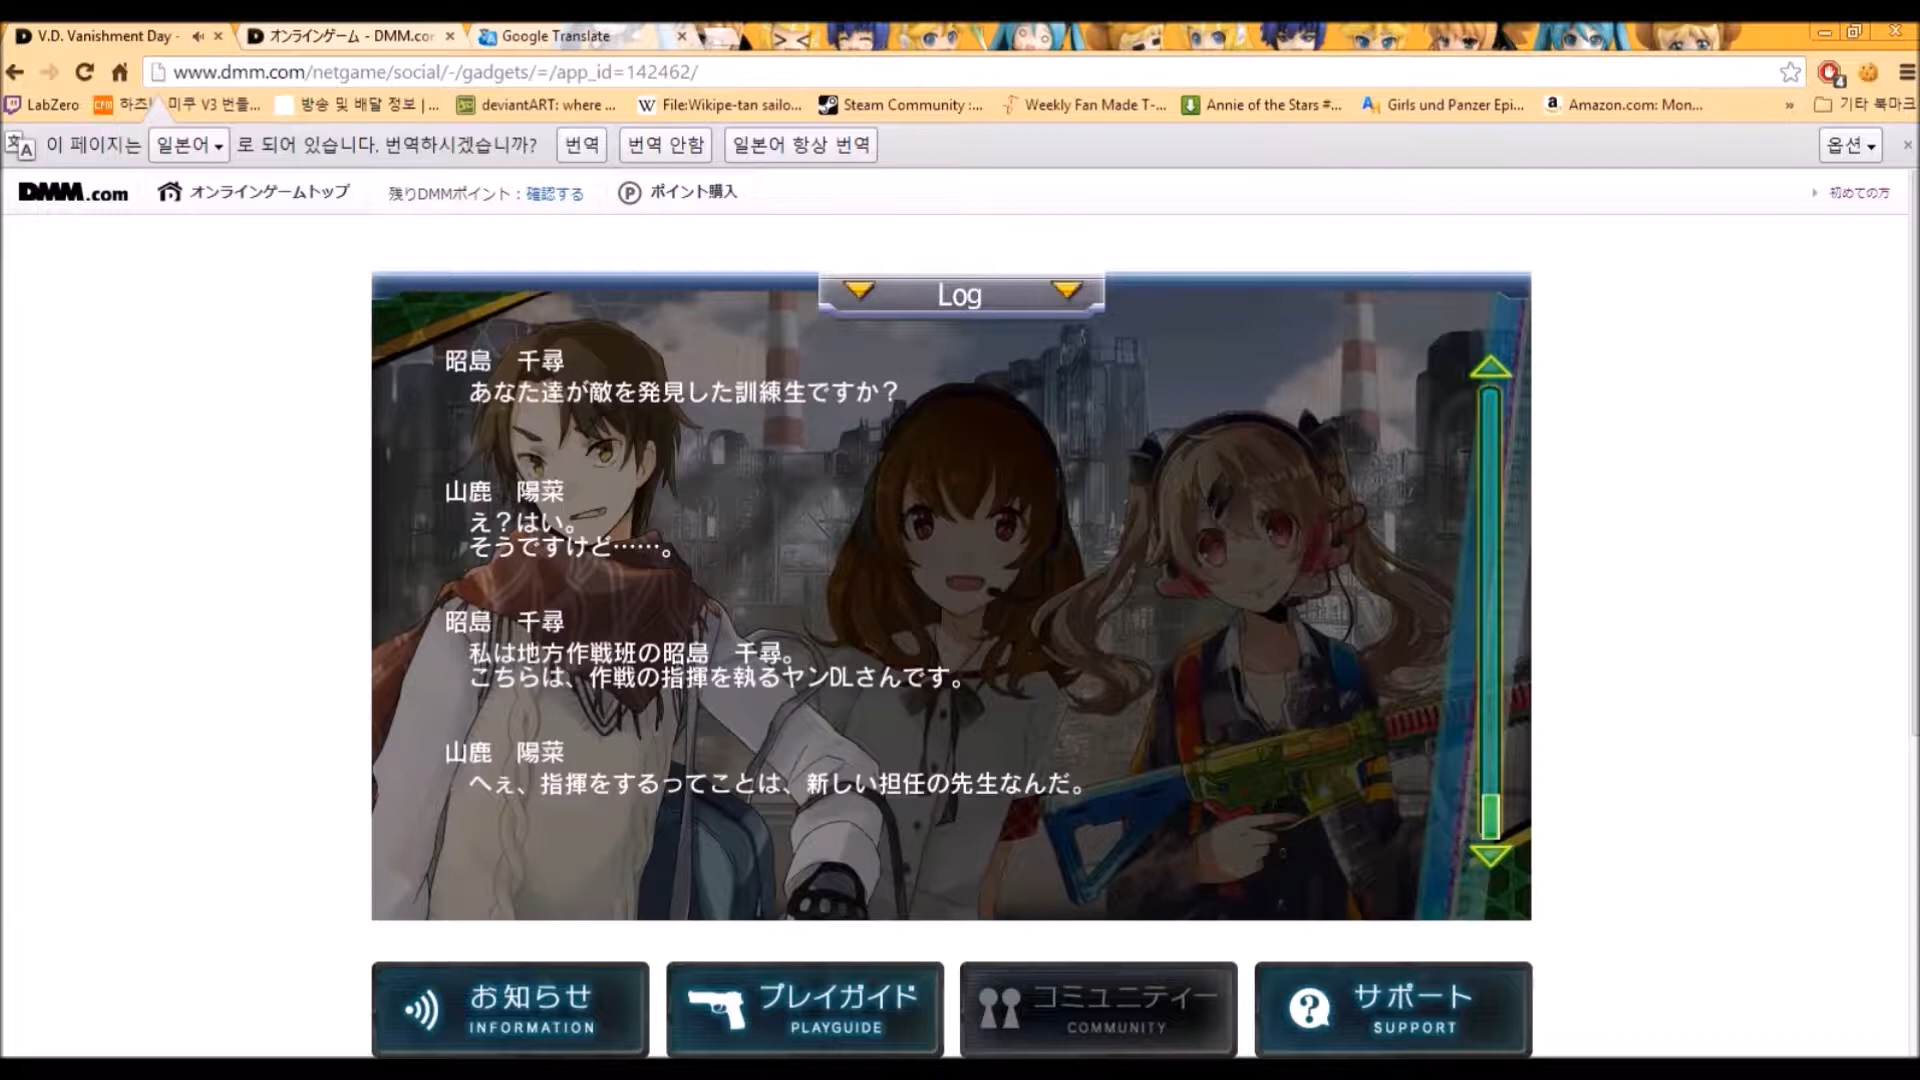 V.D. Vanishment Day -
オンラインゲーム - DMM.cor
Google Translate
www.dmm.com/netgame/social/-/gadgets/=/app_id=142462/
LabZero
미쿠 V3 번들...
방송 및 배달 정보 |...
deviantART: where ...
File:Wikipe-tan sailo...
Steam Community :...
Weekly Fan Made T-...
Annie of the Stars #...
Girls und Panzer Epi...
Amazon.com: Mon...
»
기타 북마크
이 페이지는 일본어 로 되어 있습니다. 번역하시겠습니까? 번역 번역 안함 일본어 항상 번역 옵션
DMM.com オンラインゲームトップ 残りDMMポイント：確認する ポイント購入 初めての方
Log
昭島　千尋
あなた達が敵を発見した訓練生ですか？
山鹿　陽菜
え？はい。
そうですけど……。
昭島　千尋
私は地方作戦班の昭島　千尋。
こちらは、作戦の指揮を執るヤンDLさんです。
山鹿　陽菜
へぇ、指揮をするってことは、新しい担任の先生なんだ。
お知らせ
INFORMATION
プレイガイド
PLAYGUIDE
コミュニティー
COMMUNITY
サポート
SUPPORT